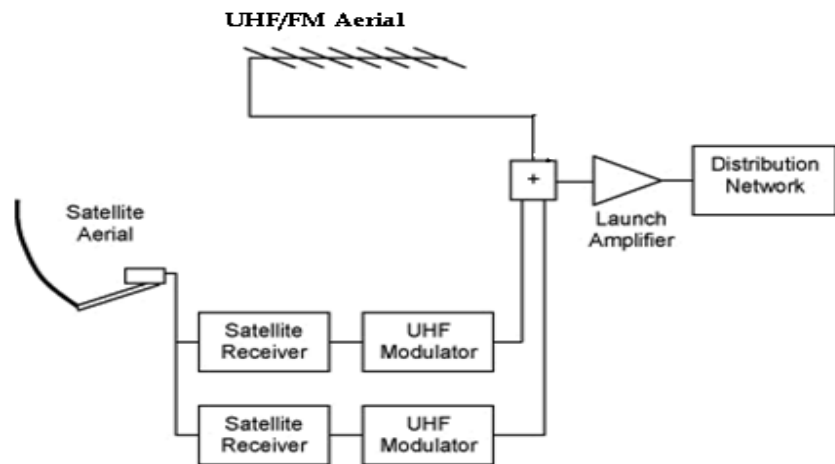 UHF/FM Aerial
+
Distribution
Network
Launch
Amplifier
Satellite
Aerial
Satellite
Receiver
UHF
Modulator
Satellite
Receiver
UHF
Modulator